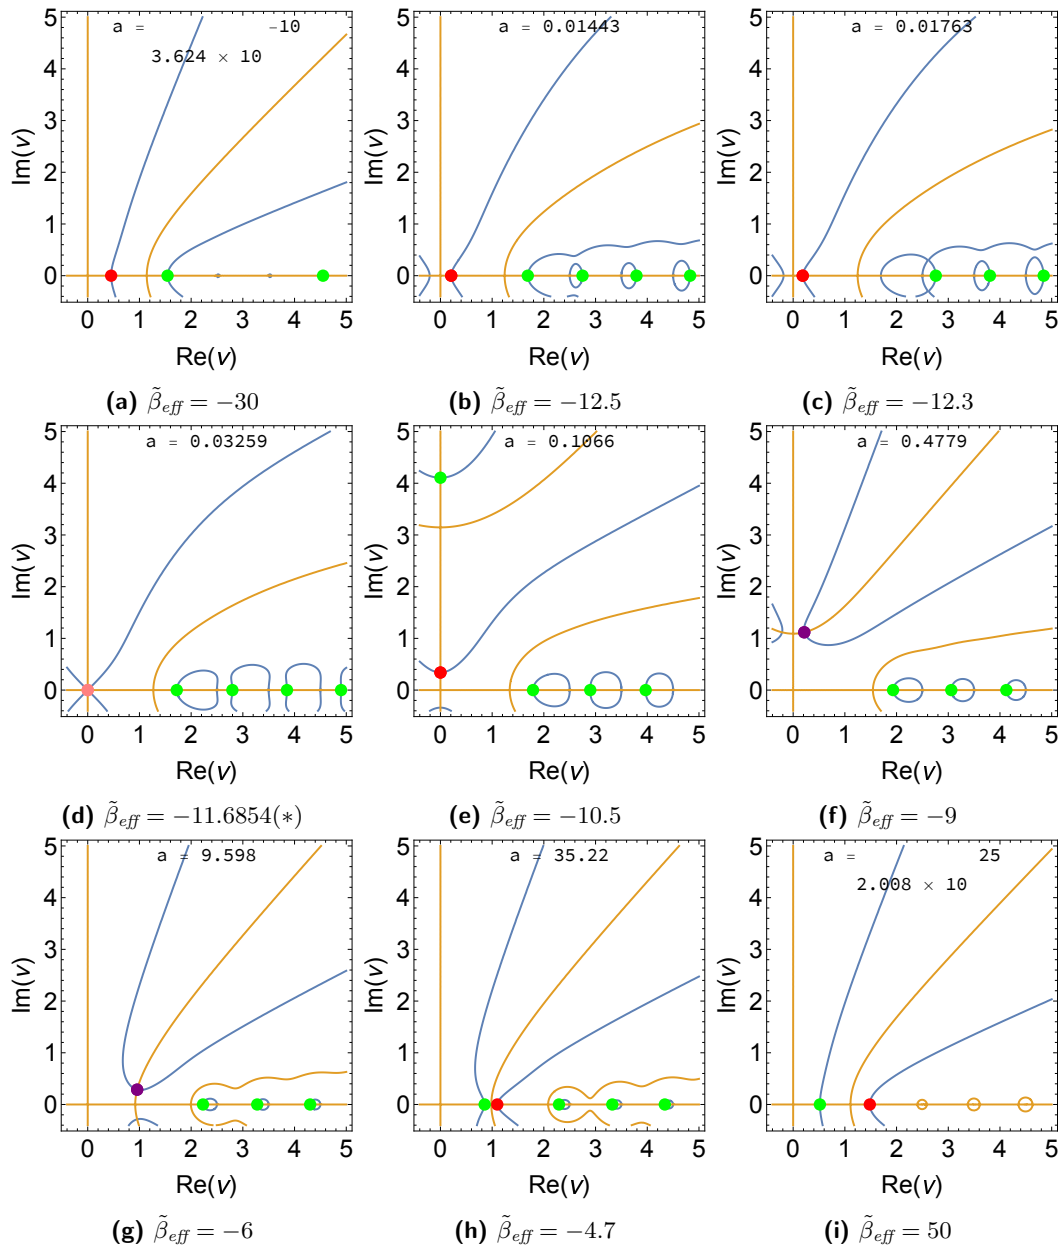 a = -10
3.624 × 10
5
4
3
2
1
0
0 1 2 3 4 5
Im(v)
Re(v)
(a) β̃eff = −30
a = 0.01443
5
4
3
2
1
0
0 1 2 3 4 5
Im(v)
Re(v)
(b) β̃eff = −12.5
a = 0.01763
5
4
3
2
1
0
0 1 2 3 4 5
Im(v)
Re(v)
(c) β̃eff = −12.3
a = 0.03259
5
4
3
2
1
0
0 1 2 3 4 5
Im(v)
Re(v)
(d) β̃eff = −11.6854(∗)
a = 0.1066
5
4
3
2
1
0
0 1 2 3 4 5
Im(v)
Re(v)
(e) β̃eff = −10.5
a = 0.4779
5
4
3
2
1
0
0 1 2 3 4 5
Im(v)
Re(v)
(f) β̃eff = −9
a = 9.598
5
4
3
2
1
0
0 1 2 3 4 5
Im(v)
Re(v)
(g) β̃eff = −6
a = 35.22
5
4
3
2
1
0
0 1 2 3 4 5
Im(v)
Re(v)
(h) β̃eff = −4.7
a = 25
2.008 × 10
5
4
3
2
1
0
0 1 2 3 4 5
Im(v)
Re(v)
(i) β̃eff = 50